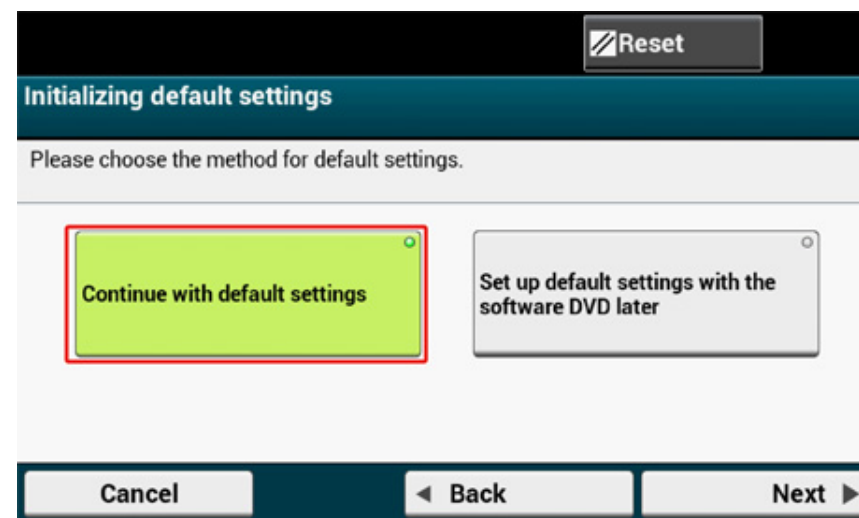 Reset
Initializing default settings
Please choose the method for default settings.
Continue with default settings
Set up default settings with the
software DVD later
Cancel
Back
Next